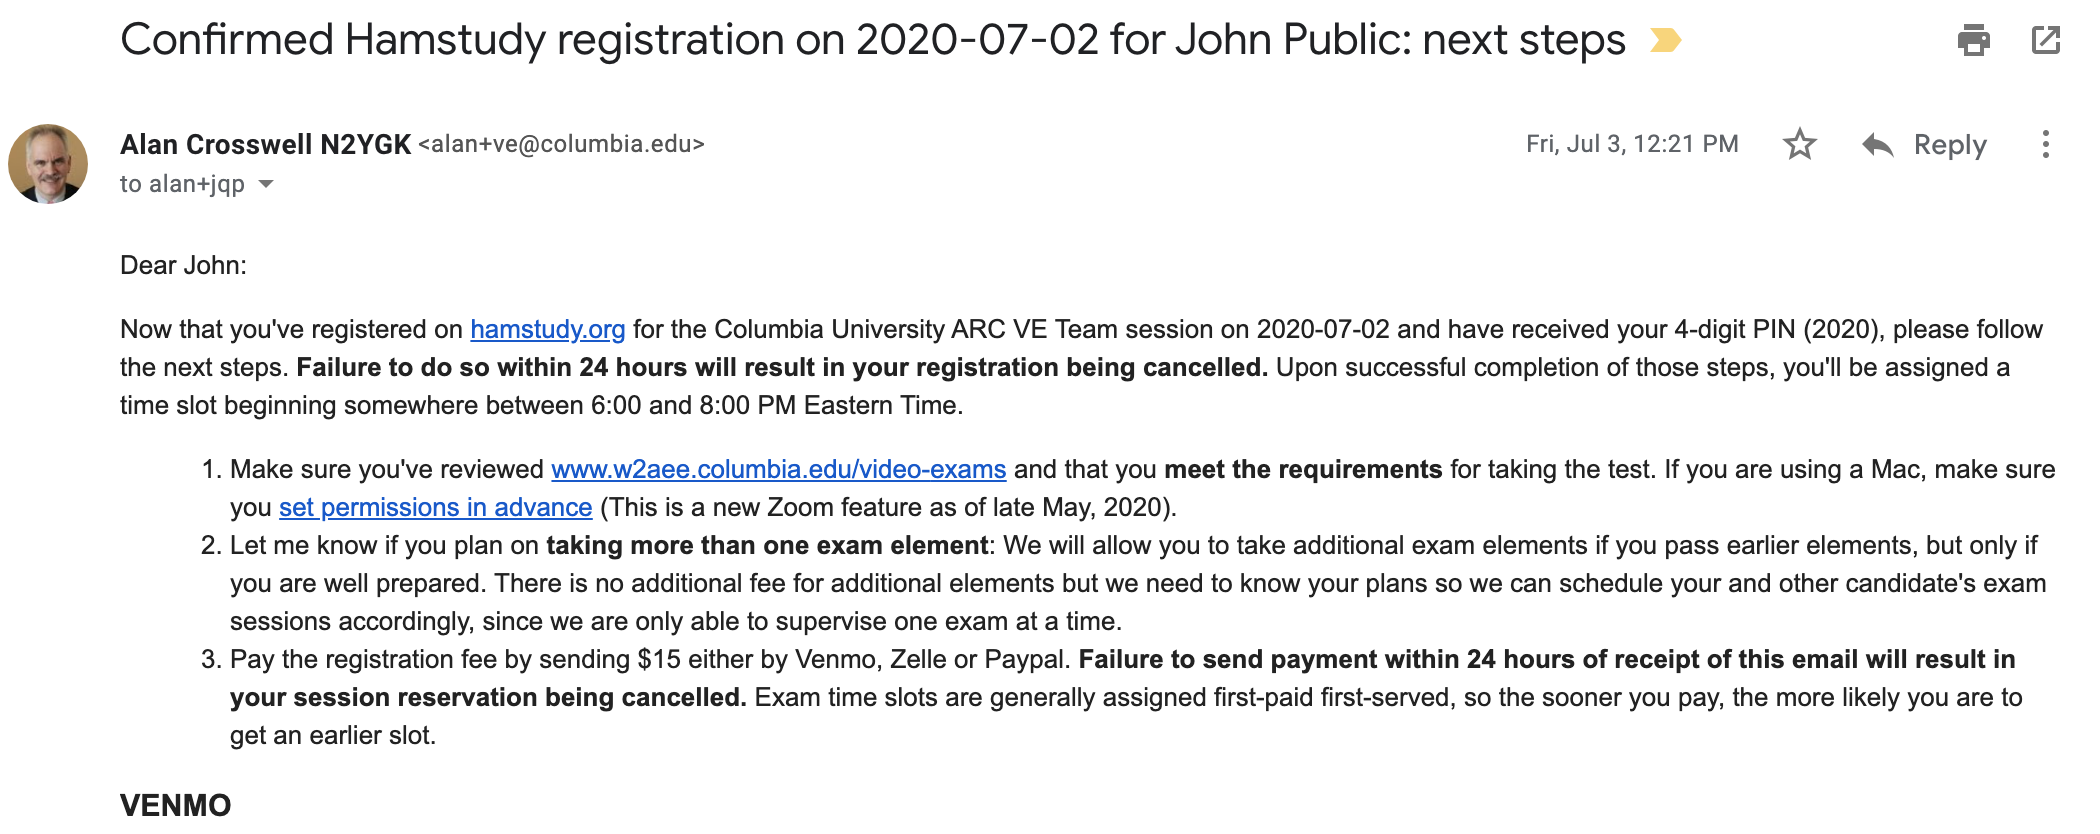 Confirmed Hamstudy registration on 2020-07-02 for John Public: next steps
Alan Crosswell N2YGK <alan+ve@columbia.edu>
Fri, Jul 3, 12:21 PM
Reply
to alan+jqp
Dear John:
Now that you've registered on hamstudy.org for the Columbia University ARC VE Team session on 2020-07-02 and have received your 4-digit PIN (2020), please follow
the next steps. Failure to do so within 24 hours will result in your registration being cancelled. Upon successful completion of those steps, you'll be assigned a
time slot beginning somewhere between 6:00 and 8:00 PM Eastern Time.
1. Make sure you've reviewed www.w2aee.columbia.edu/video-exams and that you meet the requirements for taking the test. If you are using a Mac, make sure
you set permissions in advance (This is a new Zoom feature as of late May, 2020).
2. Let me know if you plan on taking more than one exam element: We will allow you to take additional exam elements if you pass earlier elements, but only if
you are well prepared. There is no additional fee for additional elements but we need to know your plans so we can schedule your and other candidate's exam
sessions accordingly, since we are only able to supervise one exam at a time.
3. Pay the registration fee by sending $15 either by Venmo, Zelle or Paypal. Failure to send payment within 24 hours of receipt of this email will result in
your session reservation being cancelled. Exam time slots are generally assigned first-paid first-served, so the sooner you pay, the more likely you are to
get an earlier slot.
VENMO